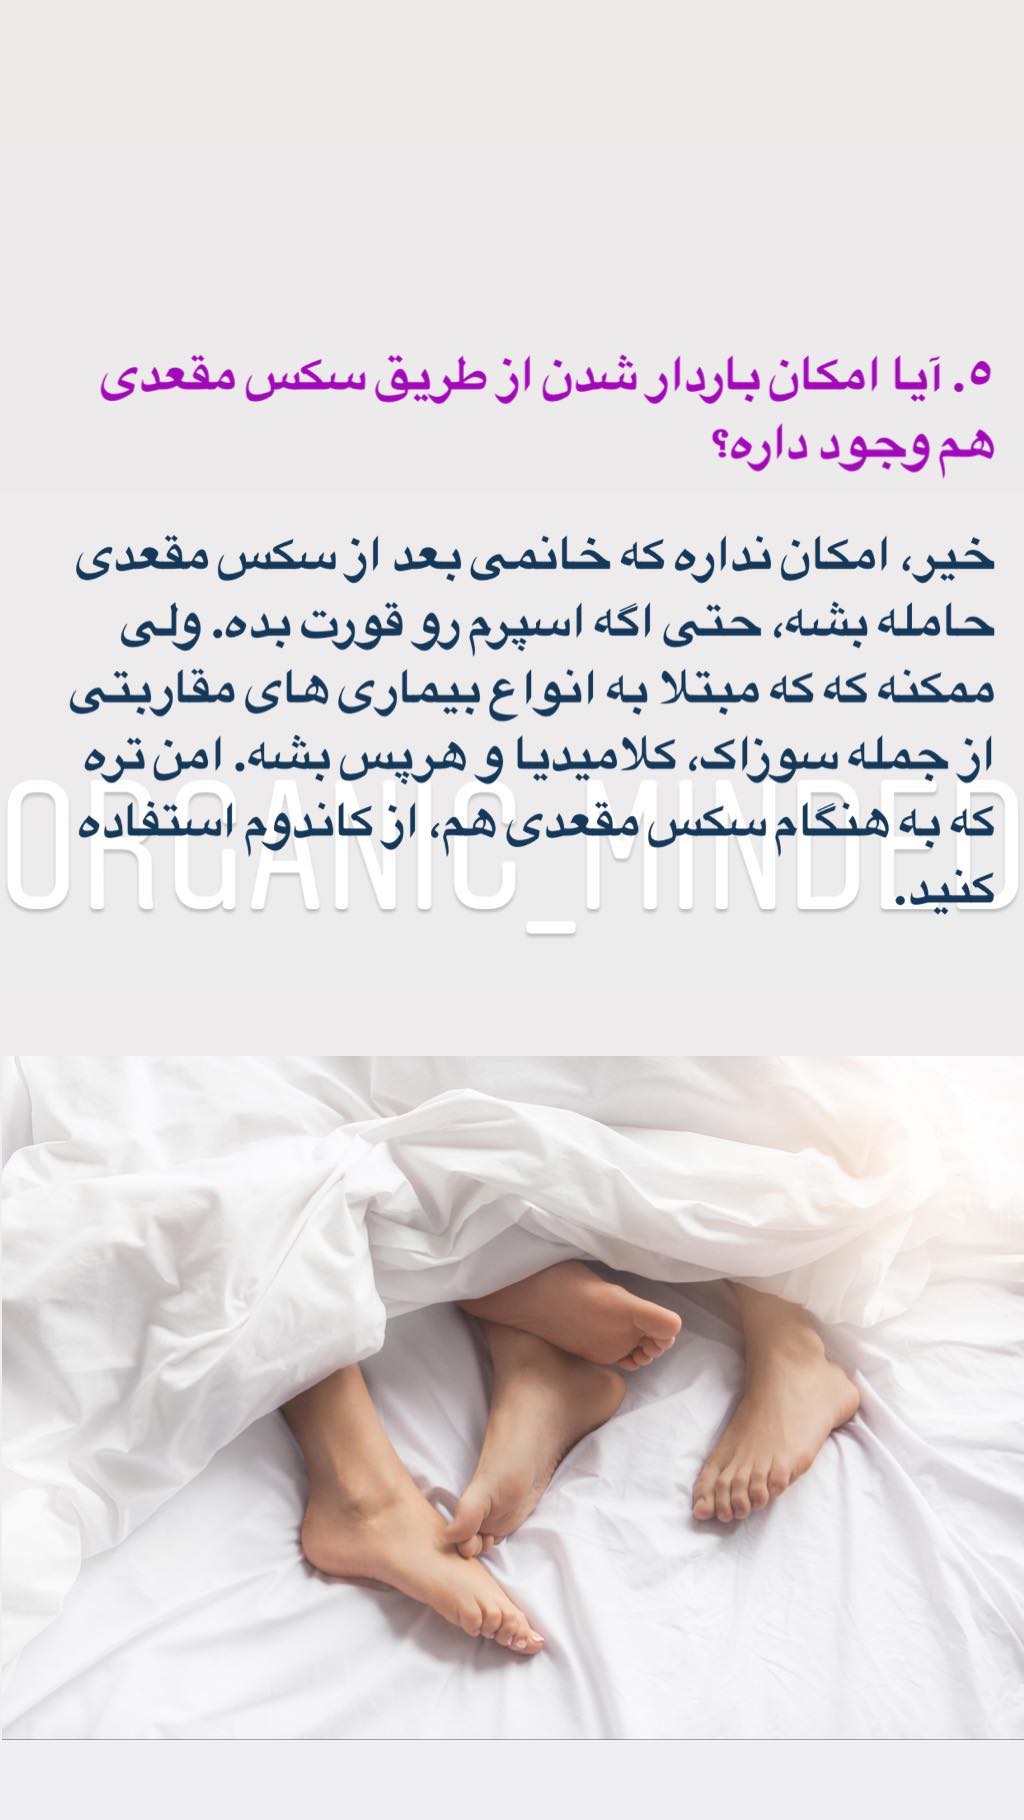 ۵. آیا امکان باردار شدن از طریق سکس مقعدی
هم وجود داره؟
خیر، امکان نداره که خانمی بعد از سکس مقعدی
حامله بشه، حتی اگه اسپرم رو قورت بده. ولی
ممکنه که که مبتلا به انواع بیماری های مقاربتی
از جمله سوزاک، کلامیدیا و هرپس بشه. امن تره
که به هنگام سکس مقعدی هم، از کاندوم استفاده
کنید.
ORGANIC_MINDED